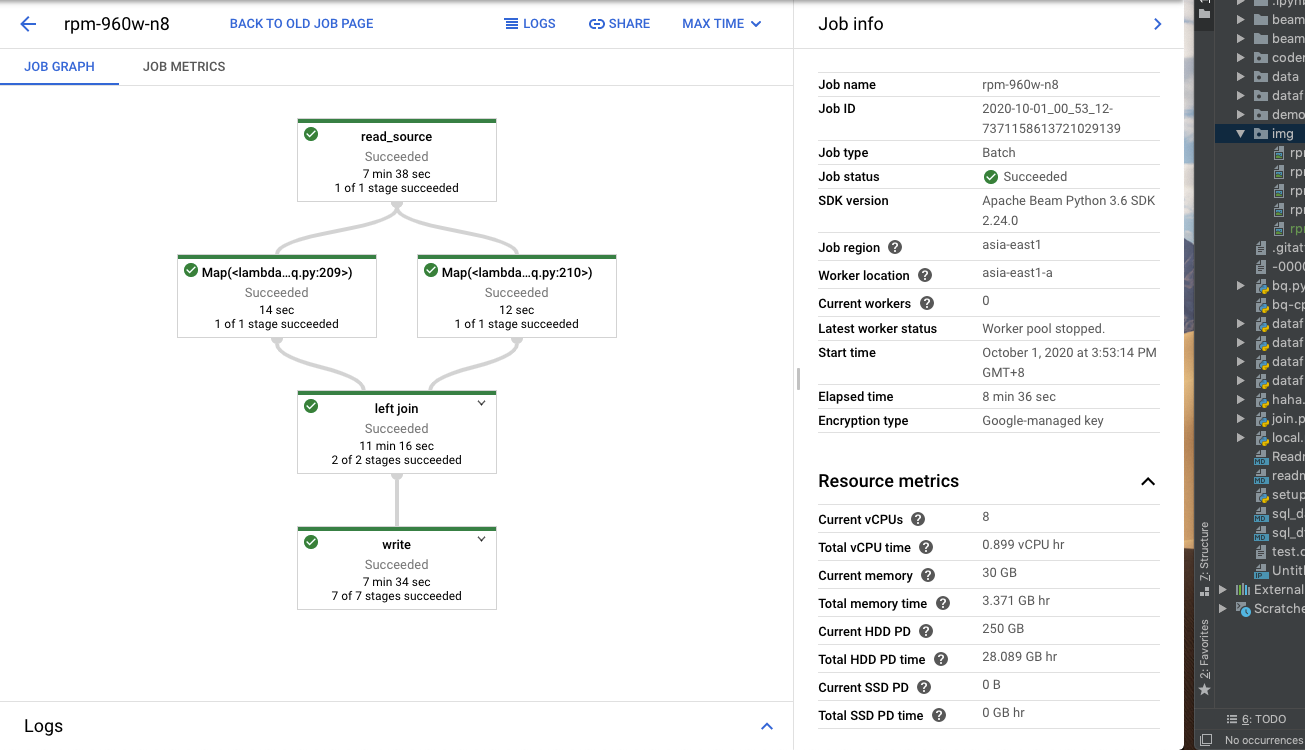 rpm-960w-n8
BACK TO OLD JOB PAGE
LOGS
SHARE
MAX TIME
JOB GRAPH
JOB METRICS
read_source
Succeeded
7 min 38 sec
1 of 1 stage succeeded
Map(<lambda...q.py:209>)
Succeeded
14 sec
1 of 1 stage succeeded
Map(<lambda...q.py:210>)
Succeeded
12 sec
1 of 1 stage succeeded
left join
Succeeded
11 min 16 sec
2 of 2 stages succeeded
write
Succeeded
7 min 34 sec
7 of 7 stages succeeded
Logs
Job info
Job name rpm-960w-n8
Job ID 2020-10-01_00_53_12-
7371158613721029139
Job type Batch
Job status Succeeded
SDK version Apache Beam Python 3.6 SDK
2.24.0
Job region ? asia-east1
Worker location ? asia-east1-a
Current workers ? 0
Latest worker status Worker pool stopped.
Start time October 1, 2020 at 3:53:14 PM
GMT+8
Elapsed time 8 min 36 sec
Encryption type Google-managed key
Resource metrics
Current vCPUs ? 8
Total vCPU time ? 0.899 vCPU hr
Current memory ? 30 GB
Total memory time ? 3.371 GB hr
Current HDD PD ? 250 GB
Total HDD PD time ? 28.089 GB hr
Current SSD PD ? 0 B
Total SSD PD time ? 0 GB hr
.ipyn
beam
beam
coder
data
dataf
demo
img
rp
rp
rp
rp
rp
.gitat
-0000
bq.py
bq-cp
dataf
dataf
dataf
dataf
haha.
join.p
local.
Readm
readm
setup
sql_d
sql_d
test.c
Untit
External
Scratche
7: Structure
2: Favorites
6: TODO
No occurrences